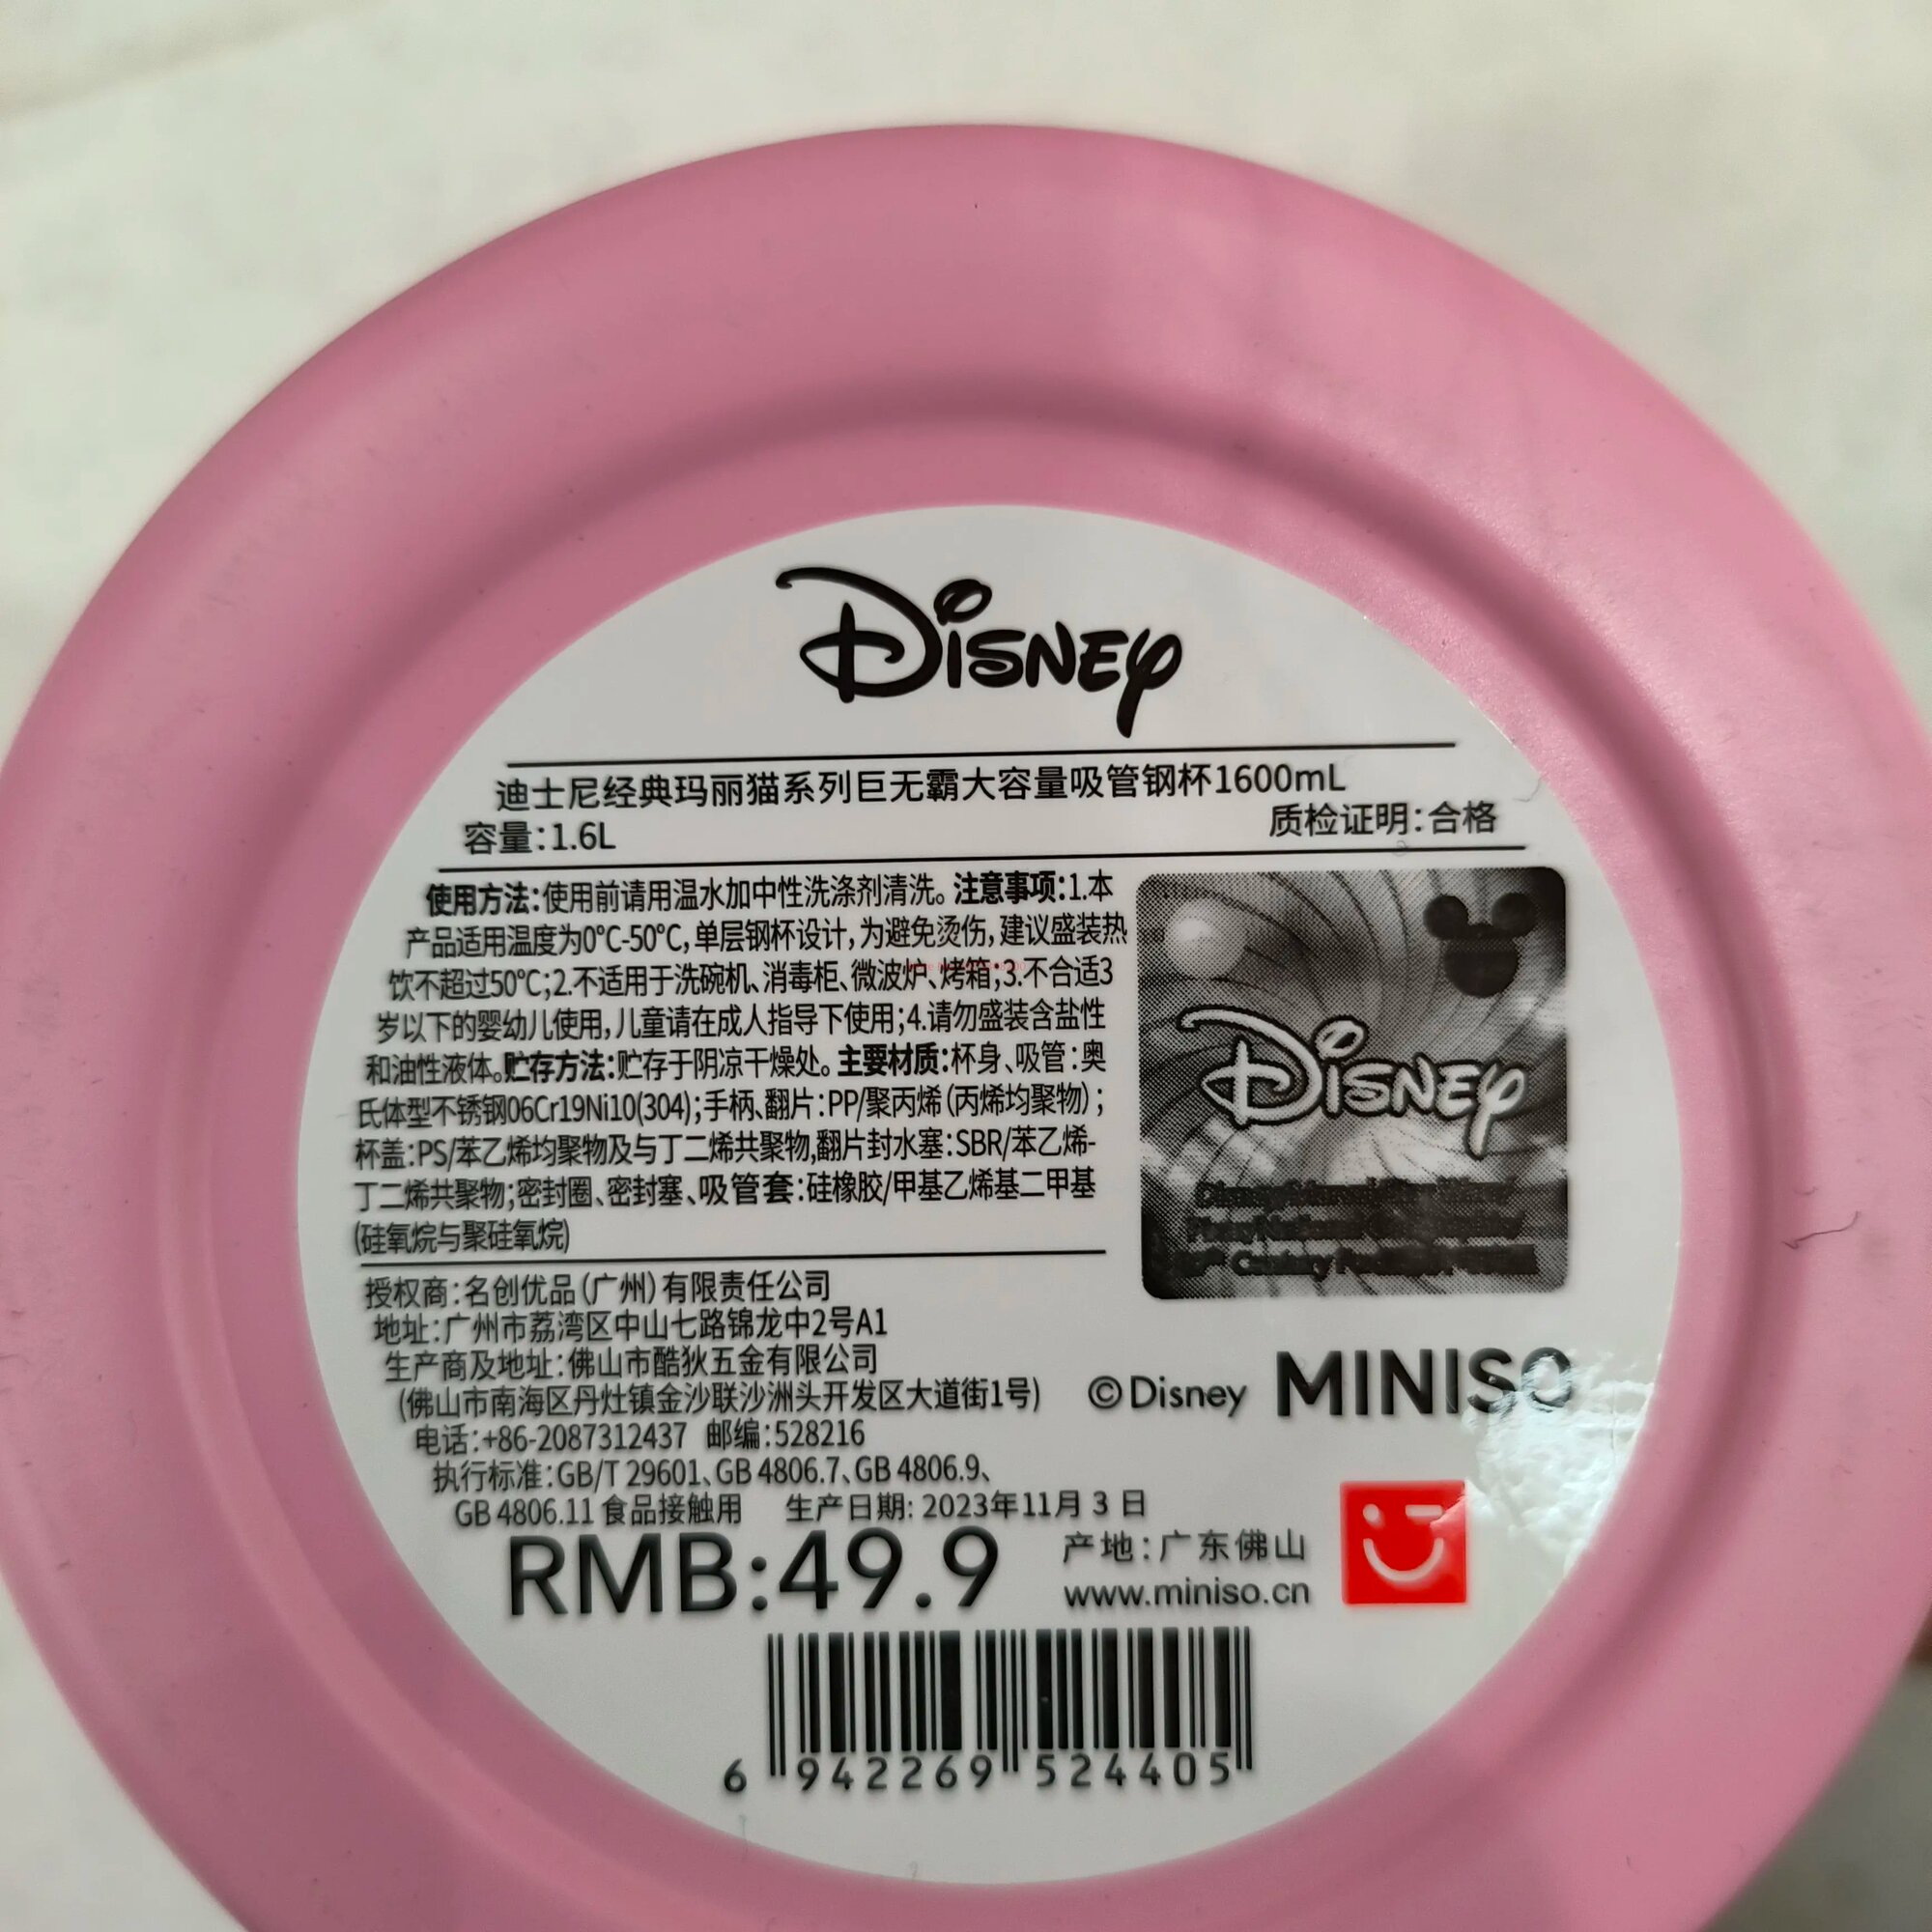 Disney
迪士尼经典玛丽猫系列巨无霸大容量吸管钢杯1600mL
容量:1.6L
质检证明:合格
使用方法:使用前请用温水加中性洗涤剂清洗。注意事项:1.本
产品适用温度为0℃-50℃,单层钢杯设计,为避免烫伤,建议盛装热
饮不超过50℃;2.不适用于洗碗机、消毒柜、微波炉、烤箱;3.不合适3
岁以下的婴幼儿使用,儿童请在成人指导下使用;4.请勿盛装含盐性
和油性液体。贮存方法:贮存于阴凉干燥处。主要材质:杯身、吸管:奥
氏体型不锈钢06Cr19Ni10(304);手柄、翻片:PP/聚丙烯(丙烯均聚物);
杯盖:PS/苯乙烯均聚物及与丁二烯共聚物,翻片封水塞:SBR/苯乙烯-
丁二烯共聚物;密封圈、密封塞、吸管套:硅橡胶/甲基乙烯基二甲基
(硅氧烷与聚硅氧烷)
Disney
授权商:名创优品(广州)有限责任公司
地址:广州市荔湾区中山七路锦龙中2号A1
生产商及地址:佛山市酷狄五金有限公司
(佛山市南海区丹灶镇金沙联沙洲头开发区大道街1号)
©Disney MINISO
电话:+86-2087312437 邮编:528216
执行标准:GB/T 29601、GB 4806.7、GB 4806.9、
GB 4806.11 食品接触用 生产日期: 2023年11月 3 日
RMB:49.9
产地:广东佛山
www.miniso.cn
6 942269 524405